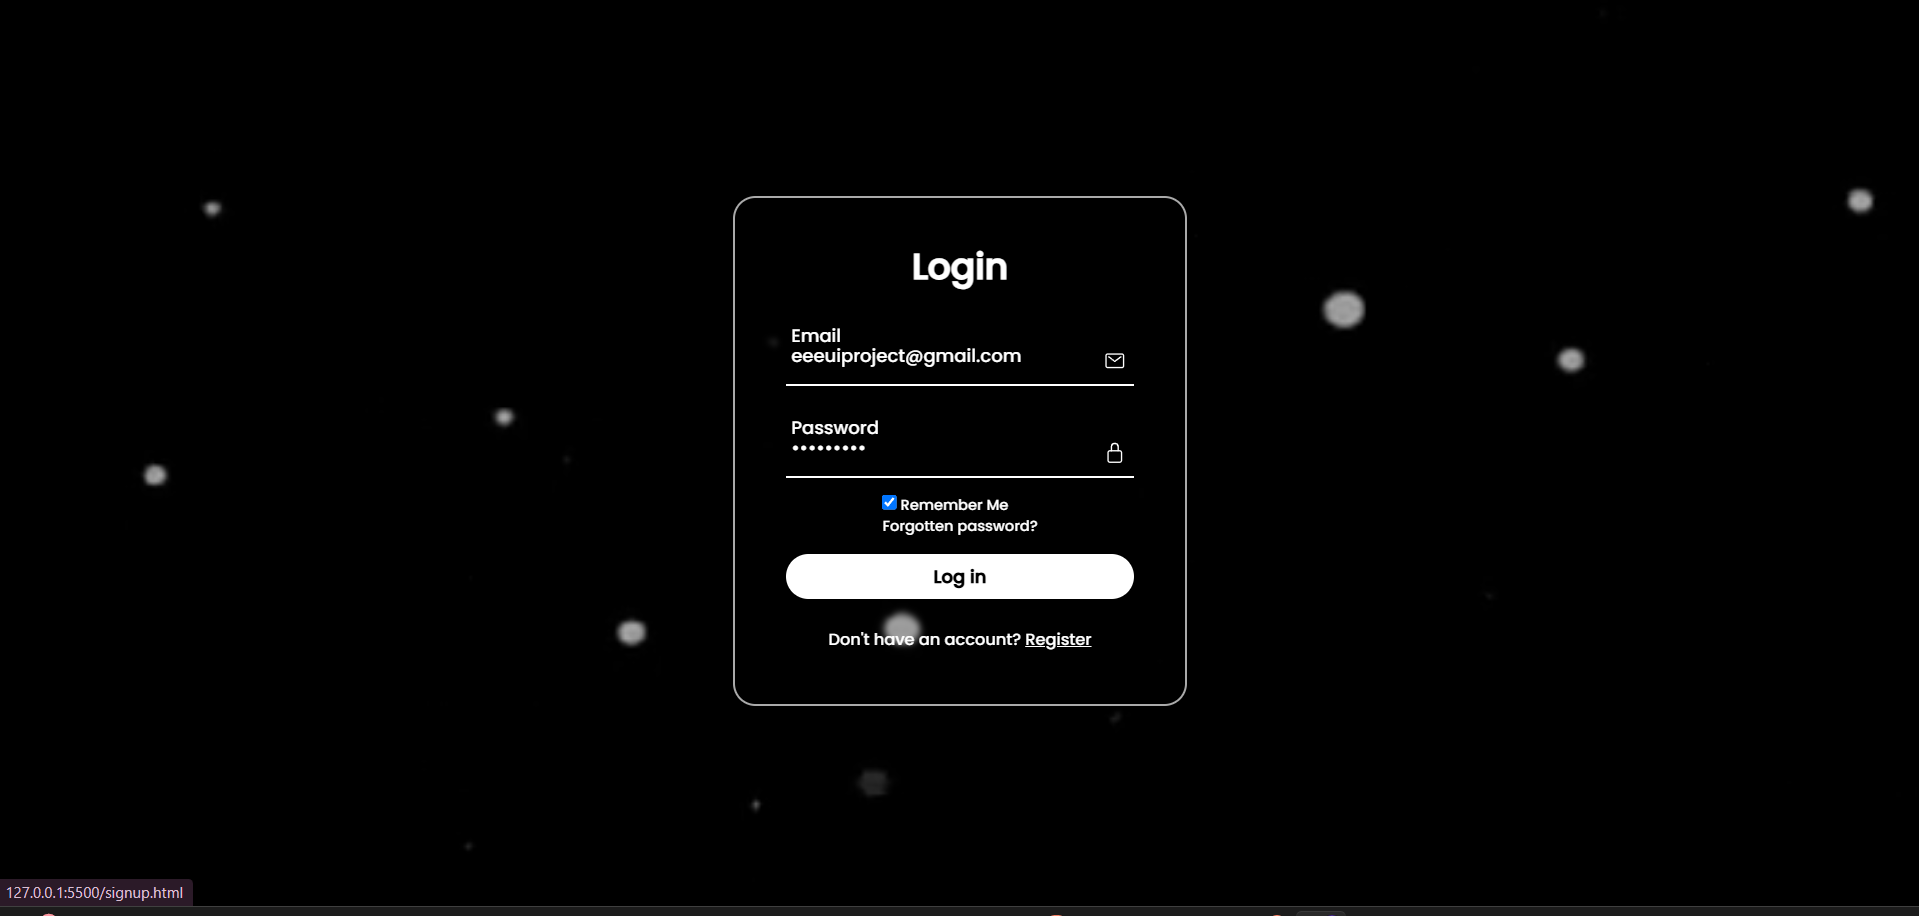 Login
Email
eeeuiproject@gmail.com
Password
•••••••••
Remember Me
Forgotten password?
Log in
Don't have an account? Register
127.0.0.1:5500/signup.html